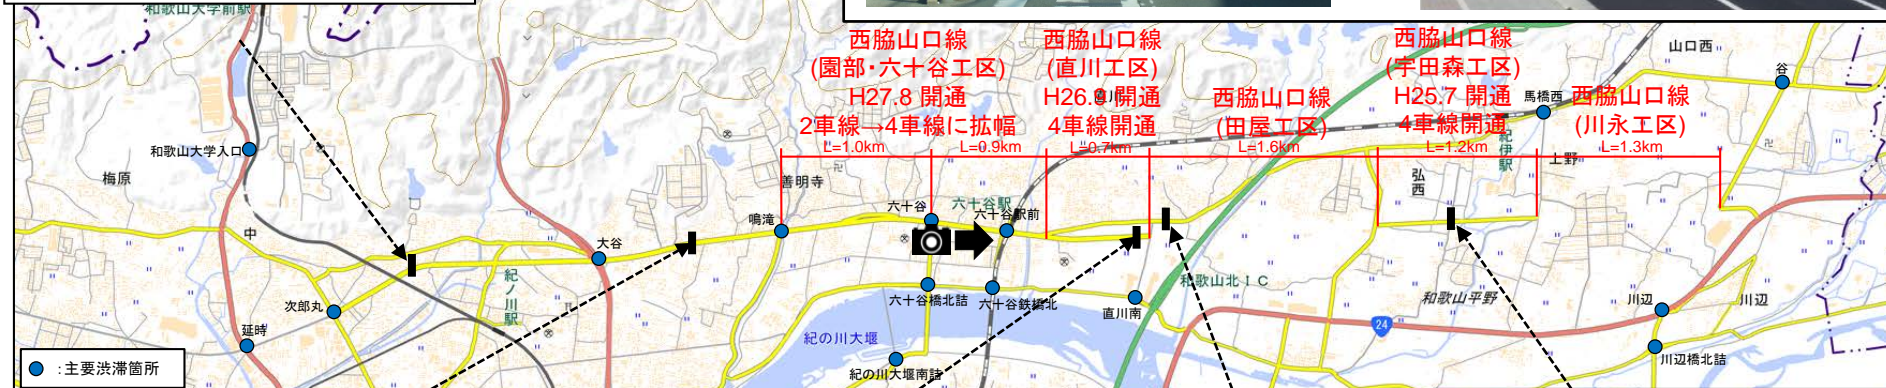 和歌山大学前駅
西脇山口線
(園部・六十谷工区)
H27.8 開通
2車線→4車線に拡幅
L=1.0km
L=0.9km
西脇山口線
(直川工区)
4車線開通
L=0.7km
西脇山口線
(田屋工区)
L=1.6km
西脇山口線
(宇田森工区)
H25.7 開通
4車線開通
L=1.2km
西脇山口線
(川永工区)
L=1.3km
山口西
谷
馬橋西
上野
紀伊駅
弘西
和歌山大学入口
梅原
善明寺
鳴滝
六十谷
六十谷駅
六十谷駅前
中
大谷
紀ノ川駅
次郎丸
延時
六十谷橋北詰
六十谷鉄橋北
直川南
和歌山北IC
和歌山平野
24
川辺
川辺
川辺橋北詰
紀の川大堰
紀の川大堰南詰
:主要渋滞箇所